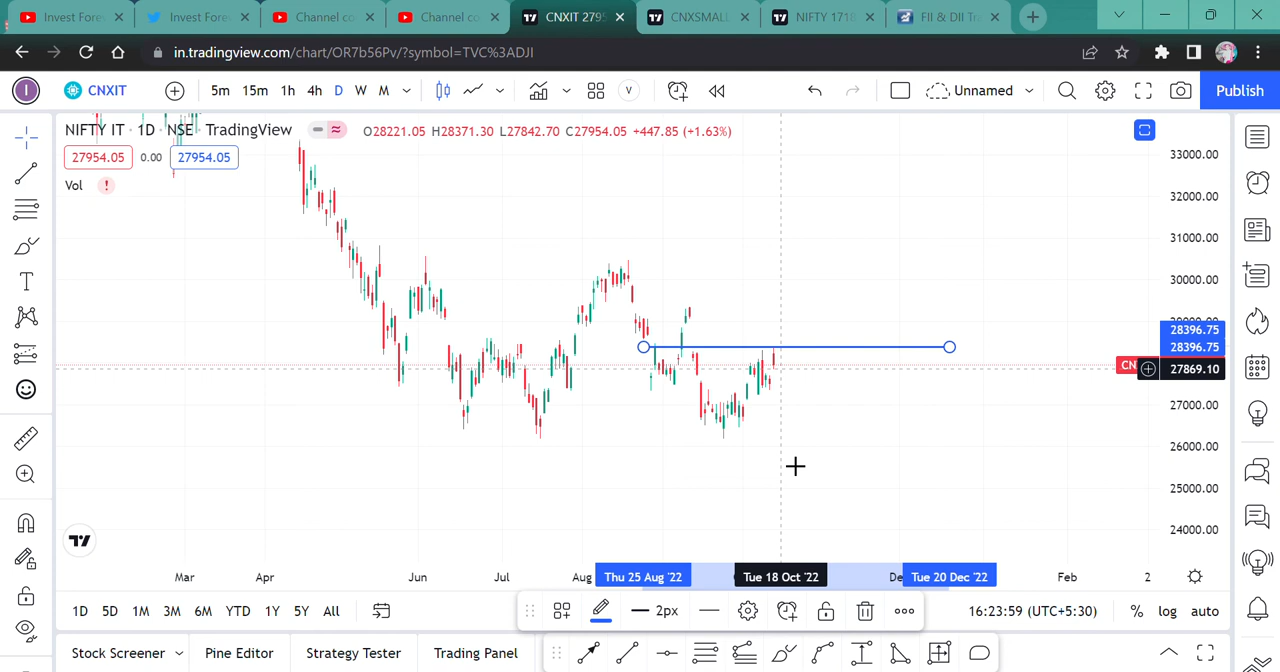 Invest Fore
Invest Fore
Channel co
Channel co
CNXIT 279
CNXSMALL
NIFTY 1718
FII & DII Tr
in.tradingview.com/chart/OR7b56Pv/?symbol=TVC%3ADJI
I
CNXIT
5m 15m 1h 4h D W M
V
Unnamed
Publish
NIFTY IT · 1D · NSE · TradingView
O28221.05 H28371.30 L27842.70 C27954.05 +447.85 (+1.63%)
27954.05 0.00 27954.05
Vol !
33000.00
32000.00
31000.00
30000.00
28396.75
28396.75
CN
27869.10
27000.00
26000.00
25000.00
24000.00
Mar Apr Jun Jul Aug Thu 25 Aug '22 Tue 18 Oct '22 De Tue 20 Dec '22 Feb 2
1D 5D 1M 3M 6M YTD 1Y 5Y All
2px
16:23:59 (UTC+5:30)
% log auto
Stock Screener Pine Editor Strategy Tester Trading Panel